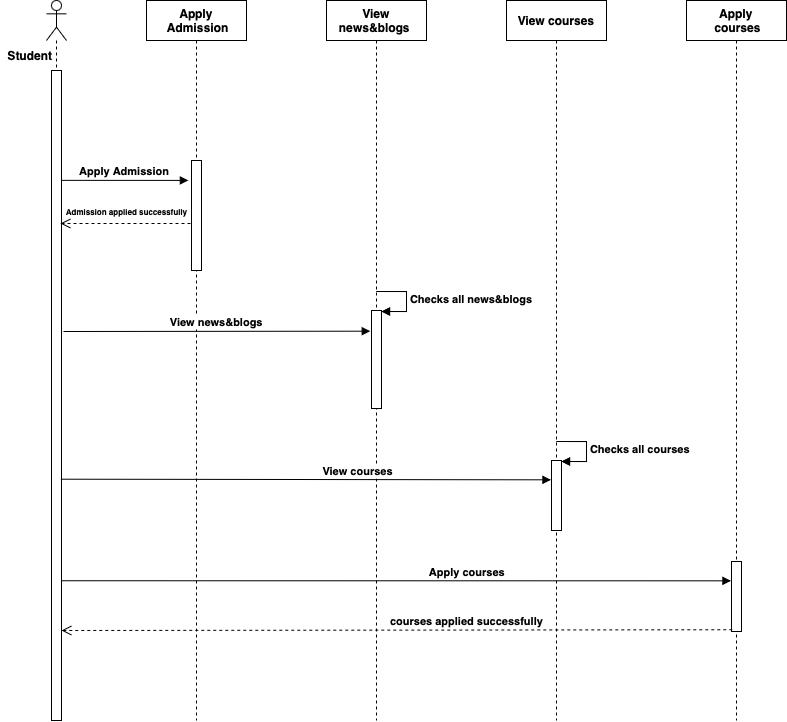 Apply
Admission
View
news&blogs
View courses
Apply
courses
Student
Apply Admission
Admission applied successfully
Checks all news&blogs
View news&blogs
Checks all courses
View courses
Apply courses
courses applied successfully